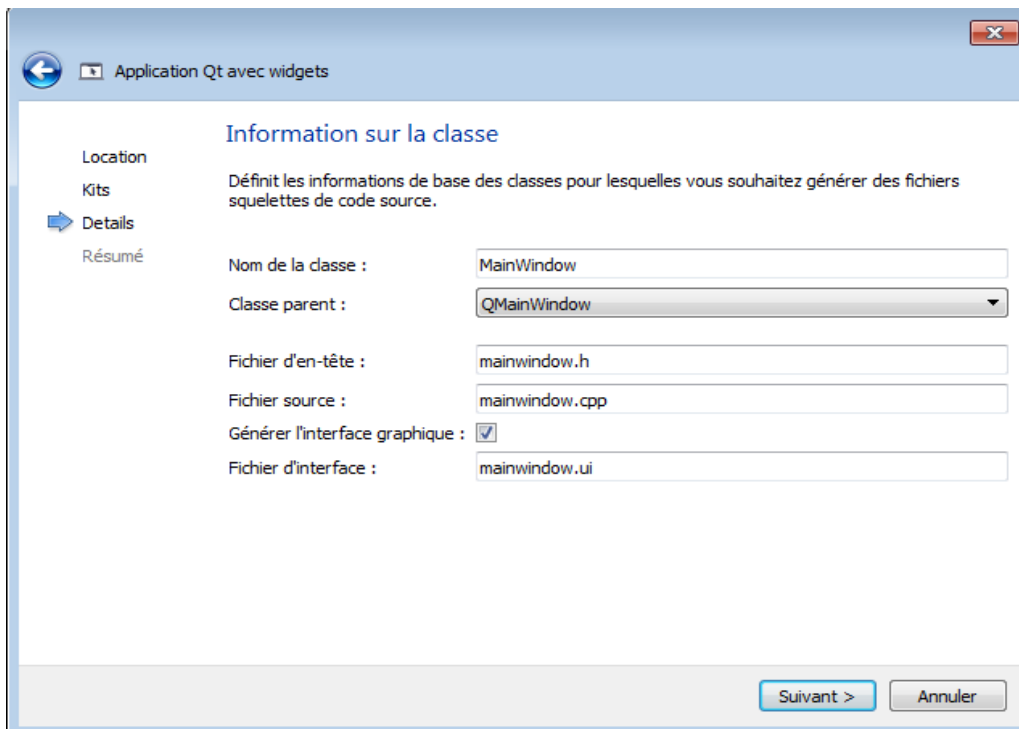 Application Qt avec widgets
Information sur la classe
Location
Kits
Details
Résumé
Définit les informations de base des classes pour lesquelles vous souhaitez générer des fichiers
squelettes de code source.
Nom de la classe : MainWindow
Classe parent : QMainWindow
Fichier d'en-tête : mainwindow.h
Fichier source : mainwindow.cpp
Générer l'interface graphique :
Fichier d'interface : mainwindow.ui
Suivant > Annuler